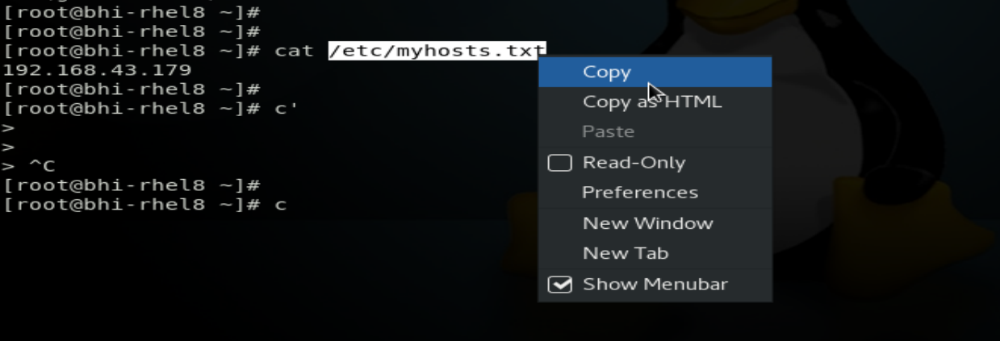 [root@bhi-rhel8 ~]#
[root@bhi-rhel8 ~]#
[root@bhi-rhel8 ~]# cat /etc/myhosts.txt
192.168.43.179
[root@bhi-rhel8 ~]#
[root@bhi-rhel8 ~]# c'
>
>
> ^C
[root@bhi-rhel8 ~]#
[root@bhi-rhel8 ~]# c
Copy
Copy as HTML
Paste
Read-Only
Preferences
New Window
New Tab
Show Menubar